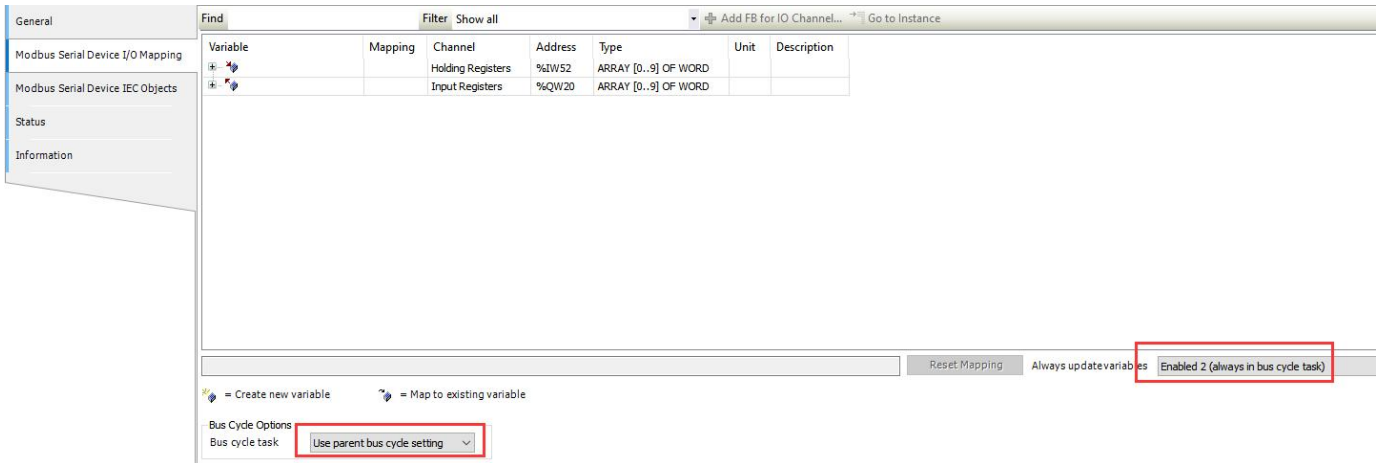 General
Modbus Serial Device I/O Mapping
Modbus Serial Device IEC Objects
Status
Information
Find Filter Show all Add FB for IO Channel... Go to Instance
Variable Mapping Channel Address Type Unit Description
Holding Registers %IW52 ARRAY [0..9] OF WORD
Input Registers %QW20 ARRAY [0..9] OF WORD
Reset Mapping Always update variables Enabled 2 (always in bus cycle task)
= Create new variable = Map to existing variable
Bus Cycle Options
Bus cycle task Use parent bus cycle setting